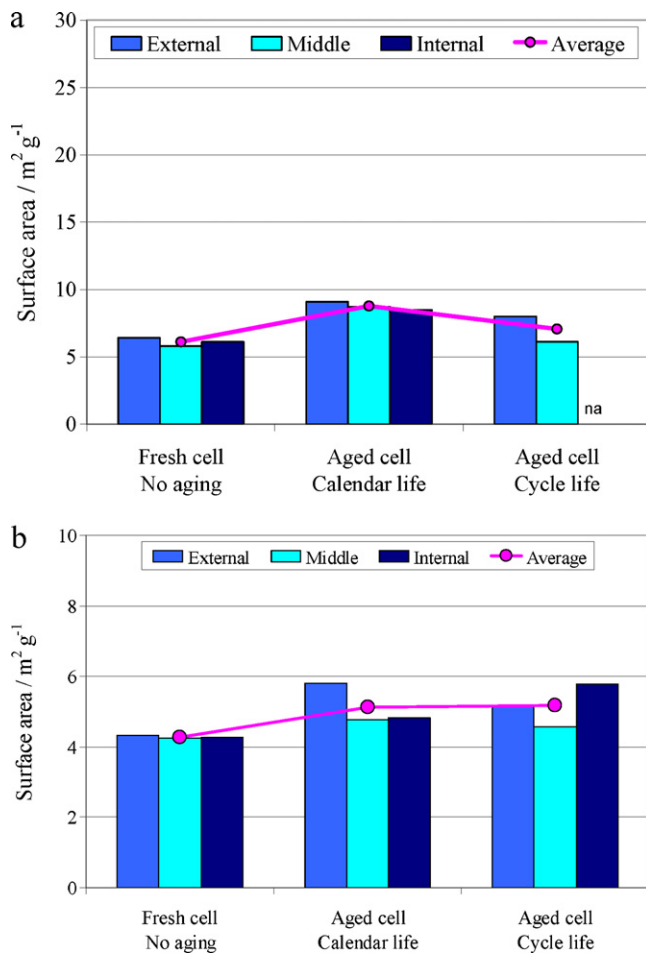 a
External Middle Internal Average
30
25
20
15
10
5
0
Surface area / m² g⁻¹
na
Fresh cell Aged cell Aged cell
No aging Calendar life Cycle life
b
External Middle Internal Average
10
8
6
4
2
0
Surface area / m² g⁻¹
Fresh cell Aged cell Aged cell
No aging Calendar life Cycle life